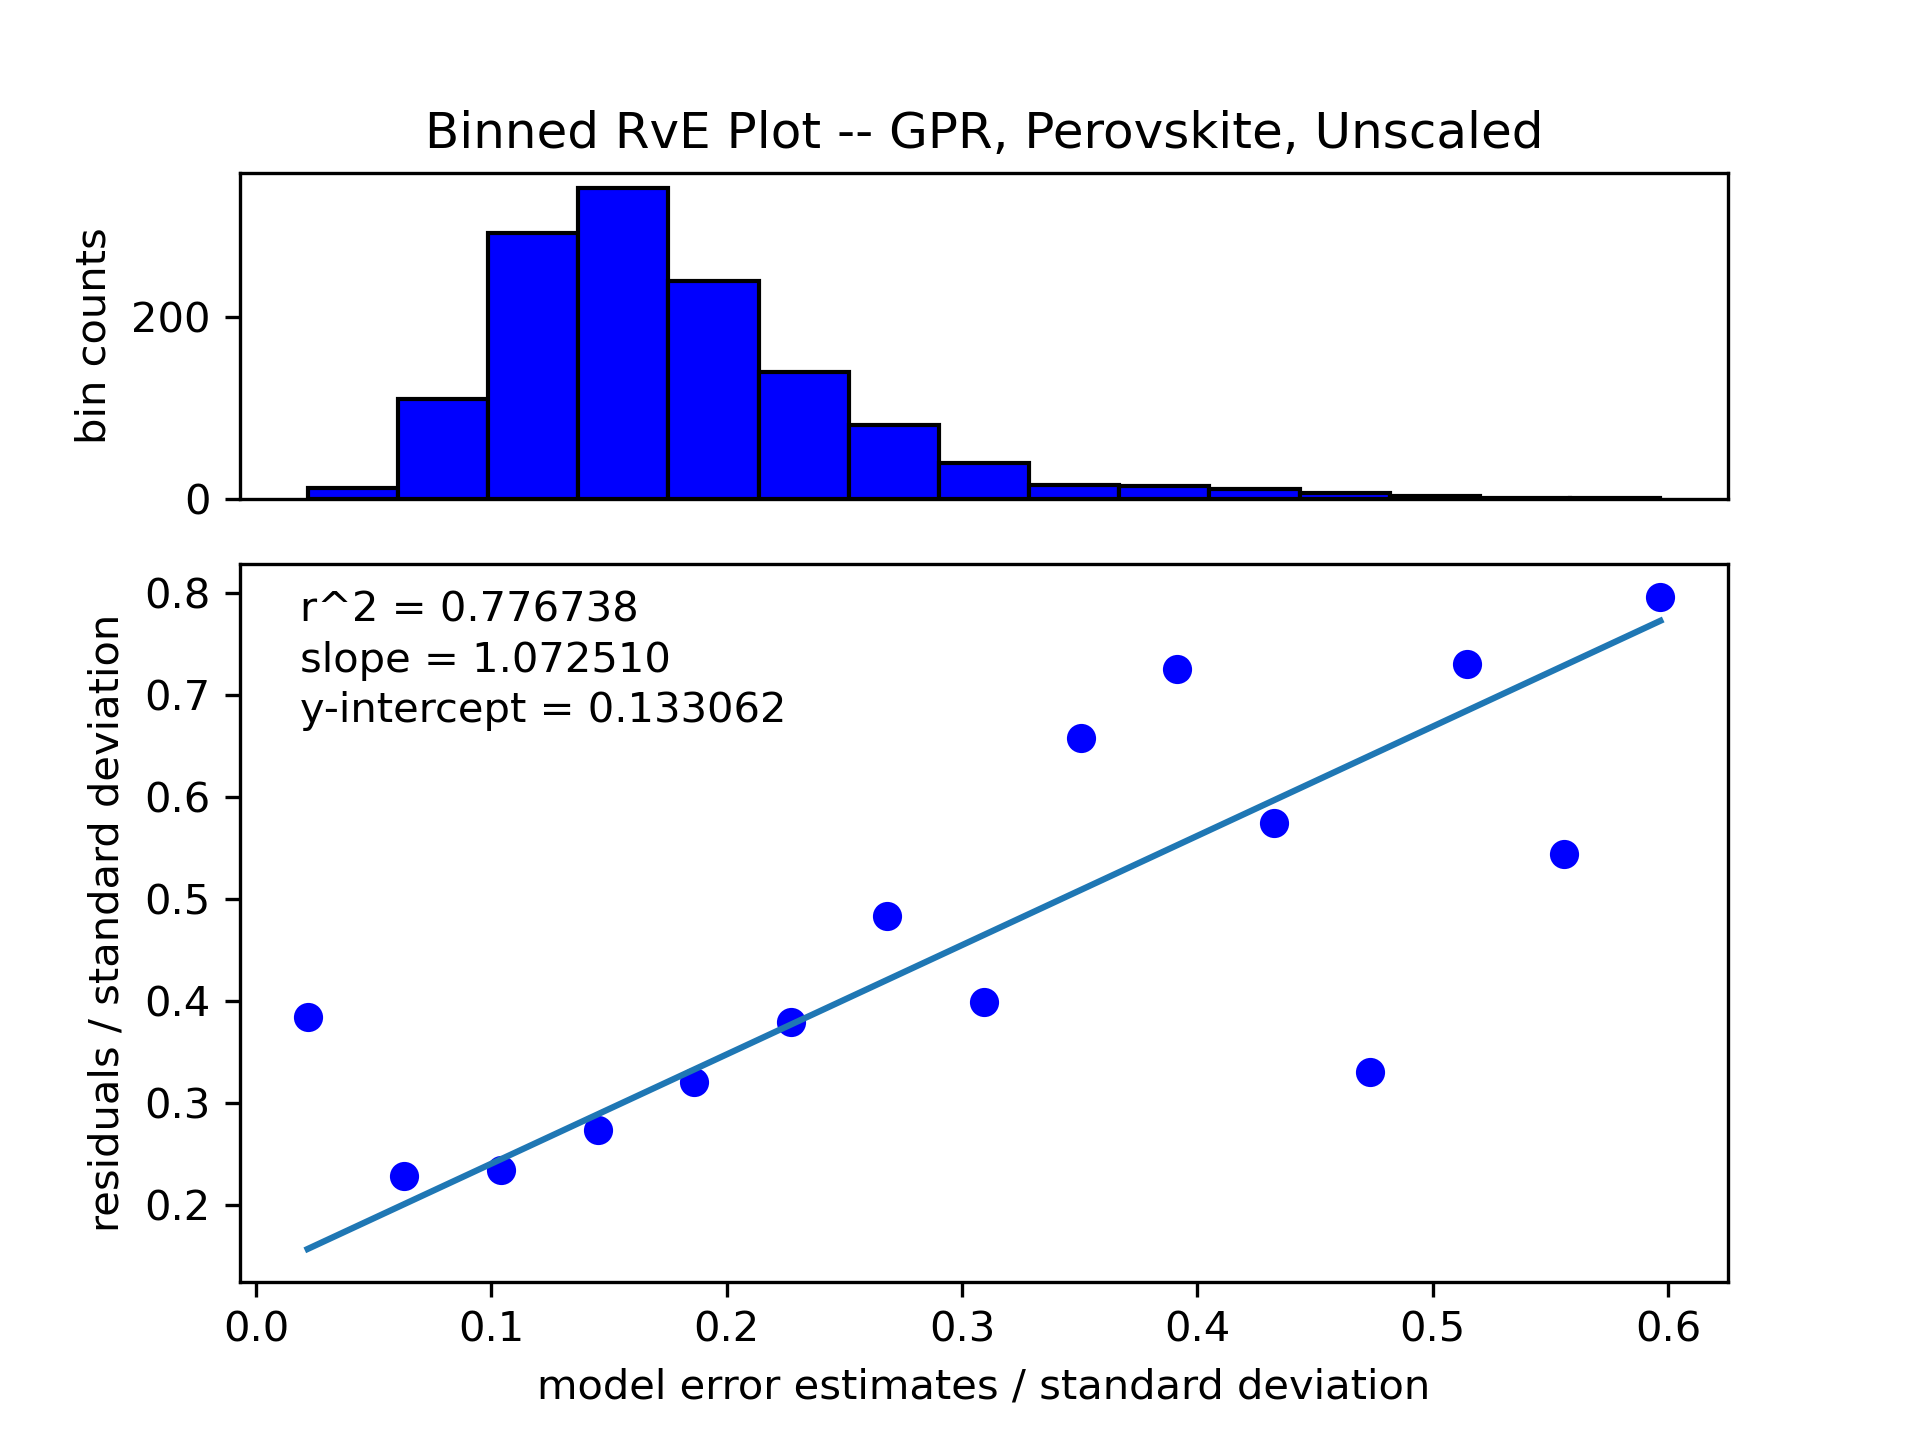 Binned RvE Plot -- GPR, Perovskite, Unscaled
bin counts
200
0
r^2 = 0.776738
slope = 1.072510
y-intercept = 0.133062
residuals / standard deviation
0.8
0.7
0.6
0.5
0.4
0.3
0.2
0.0 0.1 0.2 0.3 0.4 0.5 0.6
model error estimates / standard deviation